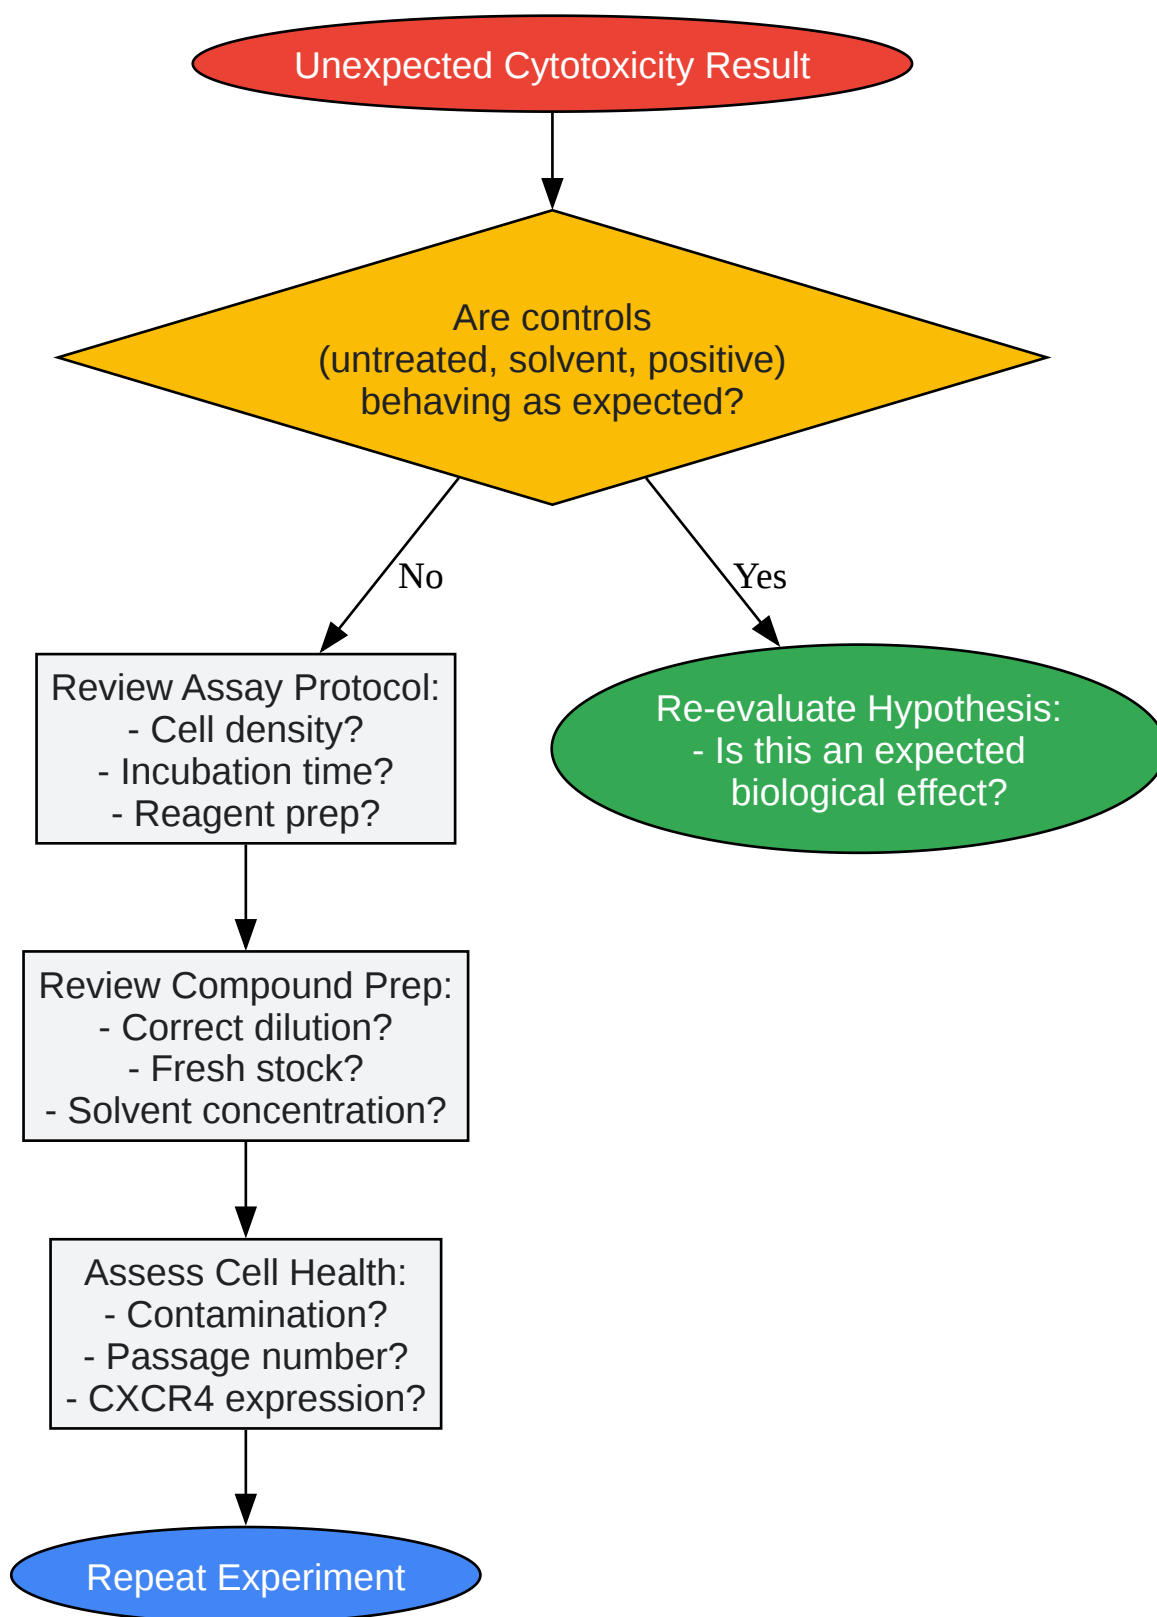 Unexpected Cytotoxicity Result
Are controls
(untreated, solvent, positive)
behaving as expected?
No
Yes
Review Assay Protocol:
- Cell density?
- Incubation time?
- Reagent prep?
Re-evaluate Hypothesis:
- Is this an expected
biological effect?
Review Compound Prep:
- Correct dilution?
- Fresh stock?
- Solvent concentration?
Assess Cell Health:
- Contamination?
- Passage number?
- CXCR4 expression?
Repeat Experiment